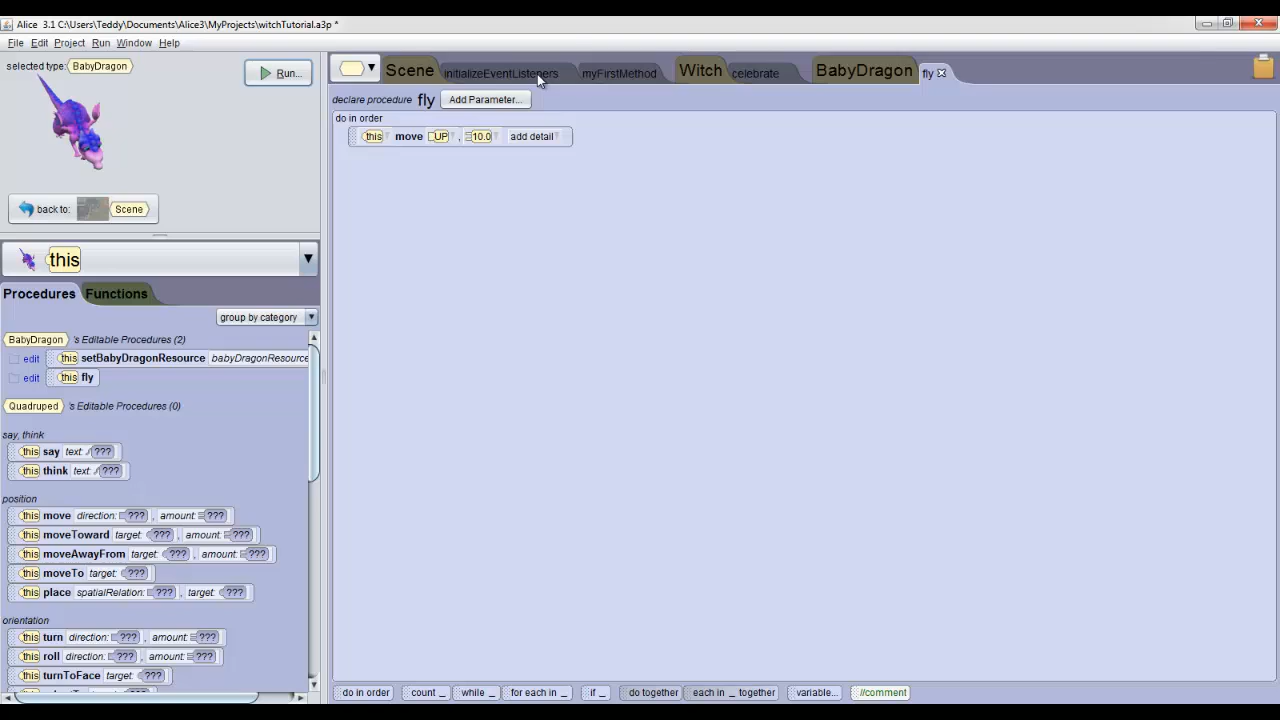 Alice 3.1 C:\Users\Teddy\Documents\Alice3\MyProjects\witchTutorial.a3p *
File Edit Project Run Window Help
selected type: BabyDragon
Run...
back to: Scene
this
Procedures Functions
group by category
BabyDragon 's Editable Procedures (2)
edit this setBabyDragonResource babyDragonResource
edit this fly
Quadruped 's Editable Procedures (0)
say, think
this say text: ???
this think text: ???
position
this move direction: ??? , amount: ???
this moveToward target: ??? , amount: ???
this moveAwayFrom target: ??? , amount: ???
this moveTo target: ???
this place spatialRelation: ??? , target: ???
orientation
this turn direction: ??? , amount: ???
this roll direction: ??? , amount: ???
this turnToFace target: ???
Scene initializeEventListeners myFirstMethod Witch celebrate BabyDragon fly
declare procedure fly Add Parameter...
do in order
this move UP , 10.0 add detail
do in order count _ while _ for each in _ if _ do together each in _ together variable... //comment